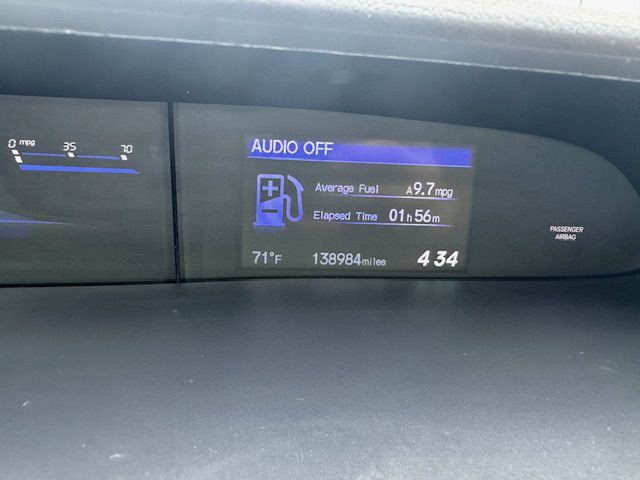 0 mpg 35 70
AUDIO OFF
Average Fuel A9.7mpg
Elapsed Time 01h56m
71°F 138984miles 4 34
PASSENGER
AIRBAG